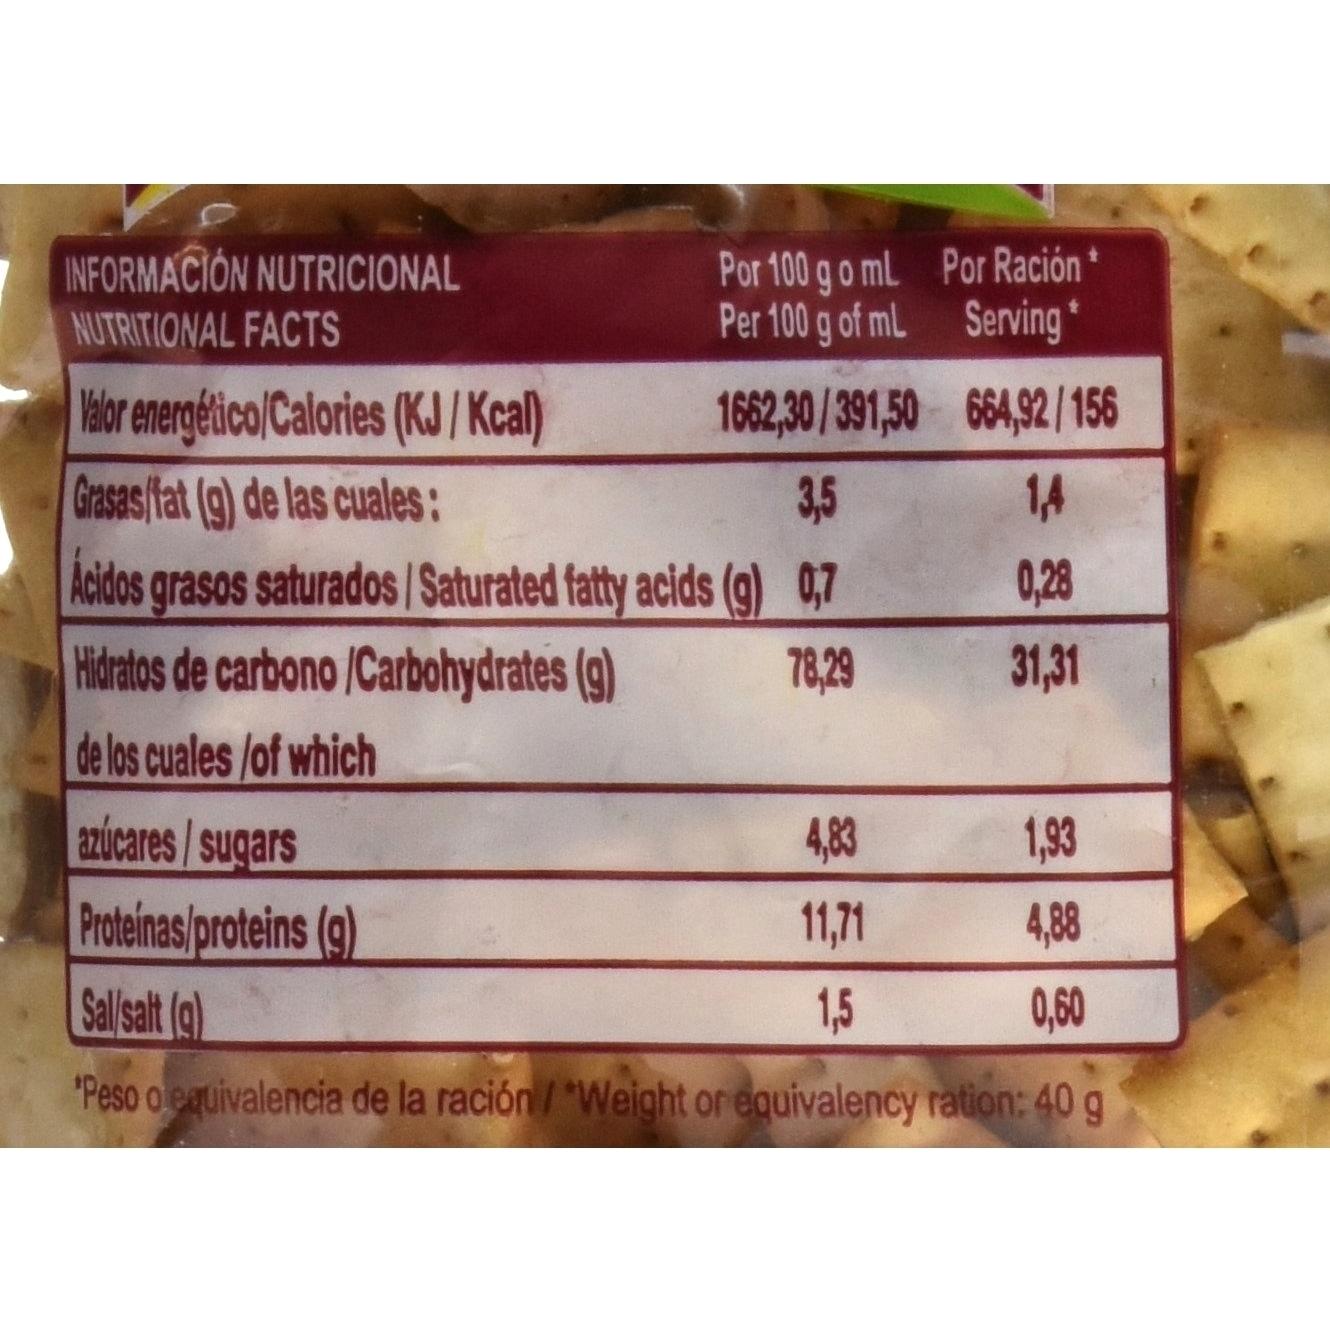 INFORMACIÓN NUTRICIONAL Por 100 g o mL Por Ración *
NUTRITIONAL FACTS Per 100 g of mL Serving *
Valor energético/Calories (KJ / Kcal) 1662,30 / 391,50 664,92 / 156
Grasas/fat (g) de las cuales : 3,5 1,4
Ácidos grasos saturados / Saturated fatty acids (g) 0,7 0,28
Hidratos de carbono /Carbohydrates (g) 78,29 31,31
de los cuales /of which
azúcares / sugars 4,83 1,93
Proteínas/proteins (g) 11,71 4,88
Sal/salt (g) 1,5 0,60
*Peso o equivalencia de la ración / *Weight or equivalency ration: 40 g